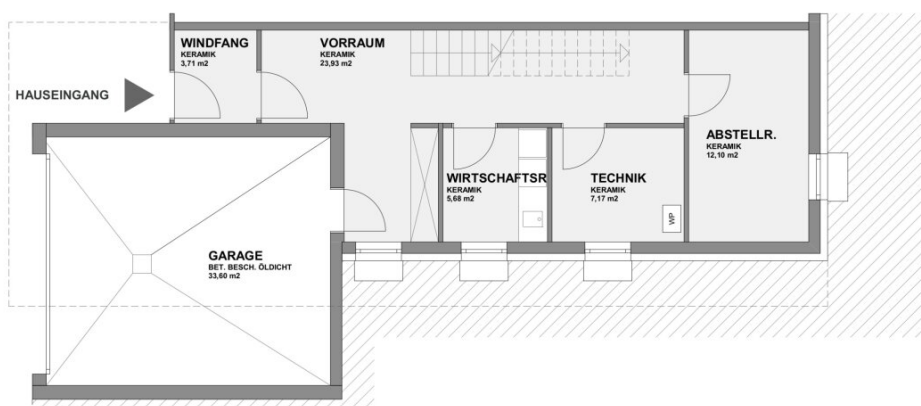 WINDFANG
KERAMIK
3,71 m2
VORRAUM
KERAMIK
23,93 m2
HAUSEINGANG
ABSTELLR.
KERAMIK
12,10 m2
WIRTSCHAFTSR
KERAMIK
5,68 m2
TECHNIK
KERAMIK
7,17 m2
WP
GARAGE
BET. BESCH. ÖLDICHT
33,60 m2